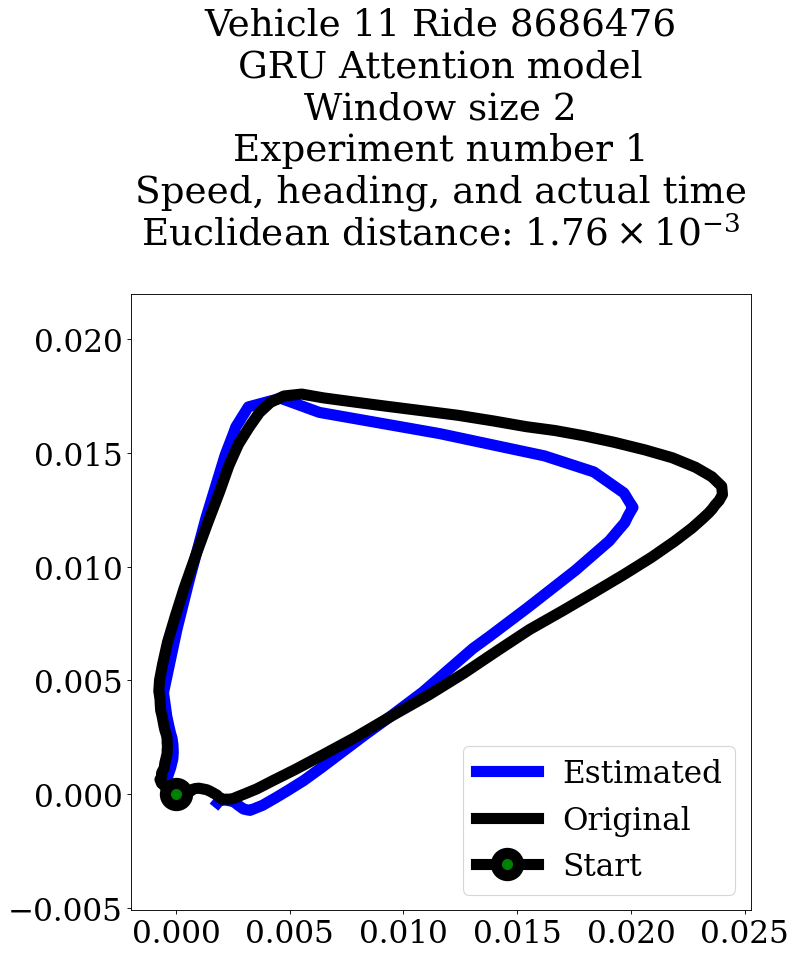 Vehicle 11 Ride 8686476
GRU Attention model
Window size 2
Experiment number 1
Speed, heading, and actual time
Euclidean distance: 1.76 × 10⁻³
0.020
0.015
0.010
0.005
0.000
−0.005
0.000 0.005 0.010 0.015 0.020 0.025
Estimated
Original
Start